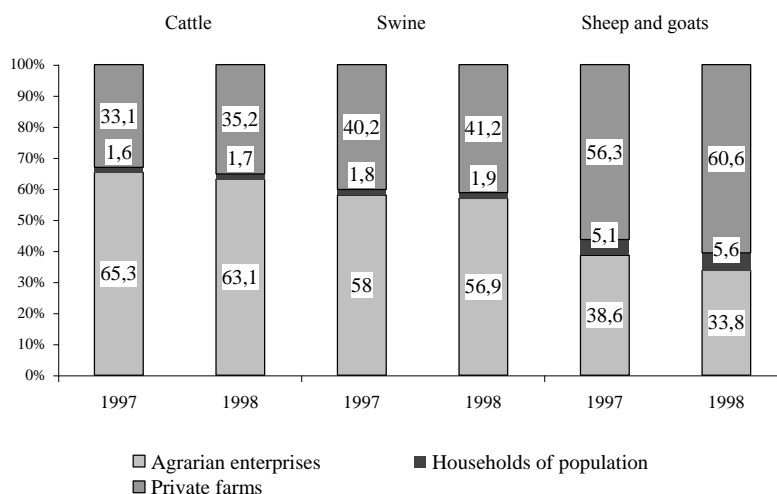 Cattle Swine Sheep and goats
100%
90%
80%
70%
60%
50%
40%
30%
20%
10%
0%
33,1 35,2 40,2 41,2 56,3 60,6
1,6 1,7 1,8 1,9 5,1 5,6
65,3 63,1 58 56,9 38,6 33,8
1997 1998 1997 1998 1997 1998
Agrarian enterprises Households of population
Private farms